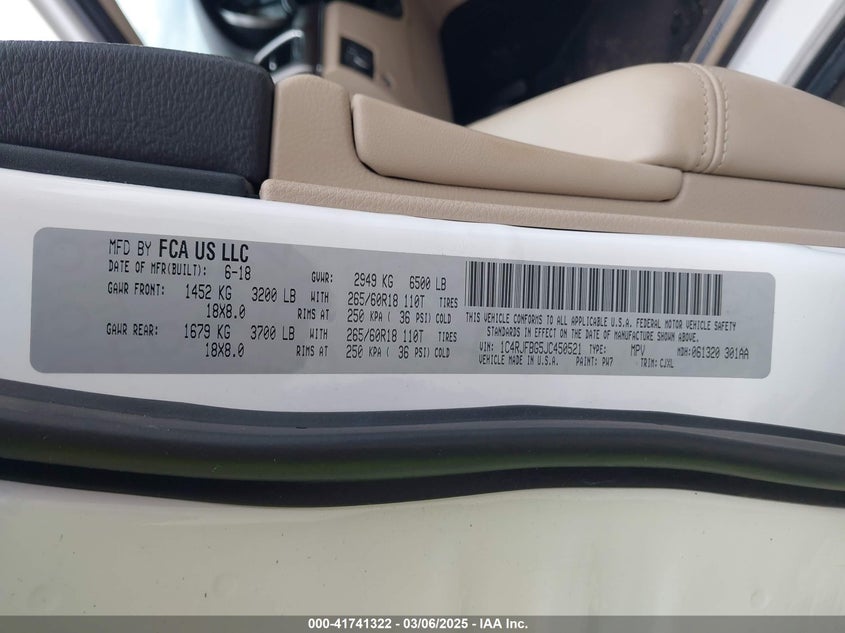 MFD BY FCA US LLC
DATE OF MFR(BUILT): 6-18 GVWR: 2949 KG 6500 LB
GAWR FRONT: 1452 KG 3200 LB WITH 265/60R18 110T TIRES
18X8.0 RIMS AT 250 KPA ( 36 PSI) COLD
GAWR REAR: 1679 KG 3700 LB WITH 265/60R18 110T TIRES
18X8.0 RIMS AT 250 KPA ( 36 PSI) COLD
THIS VEHICLE CONFORMS TO ALL APPLICABLE U.S.A. FEDERAL MOTOR VEHICLE SAFETY
STANDARDS IN EFFECT ON THE DATE OF MANUFACTURE SHOWN ABOVE.
VIN: 1C4RJFBG5JC450521 TYPE: MPV MDH: 061320 301AA
VEHICLE MADE IN U.S.A. PAINT: PW7 TRIM: CJXL
000-41741322 — 03/06/2025 — IAA Inc.